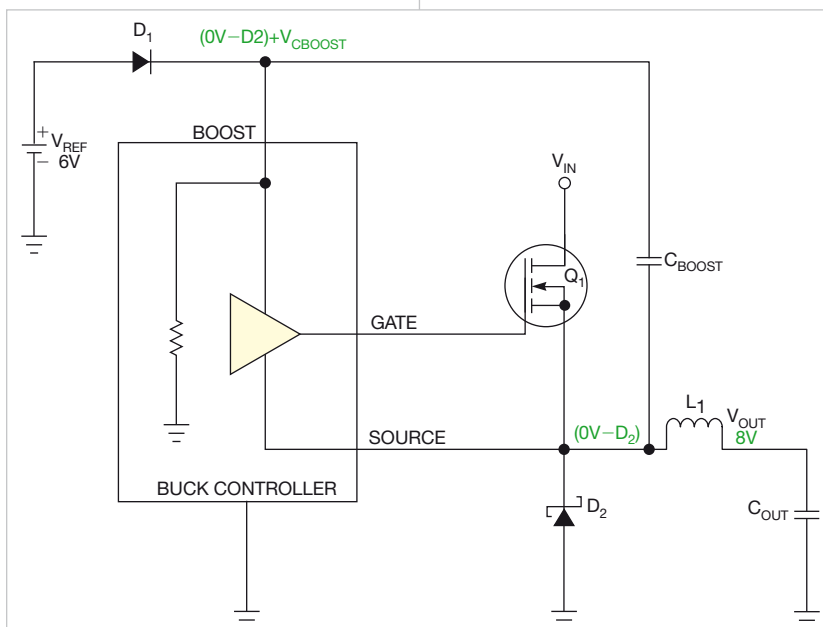 D1
(0V–D2)+VCBOOST
BOOST
+
VREF
–
6V
VIN
Q1
CBOOST
GATE
L1
VOUT
8V
SOURCE
(0V–D2)
BUCK CONTROLLER
D2
COUT